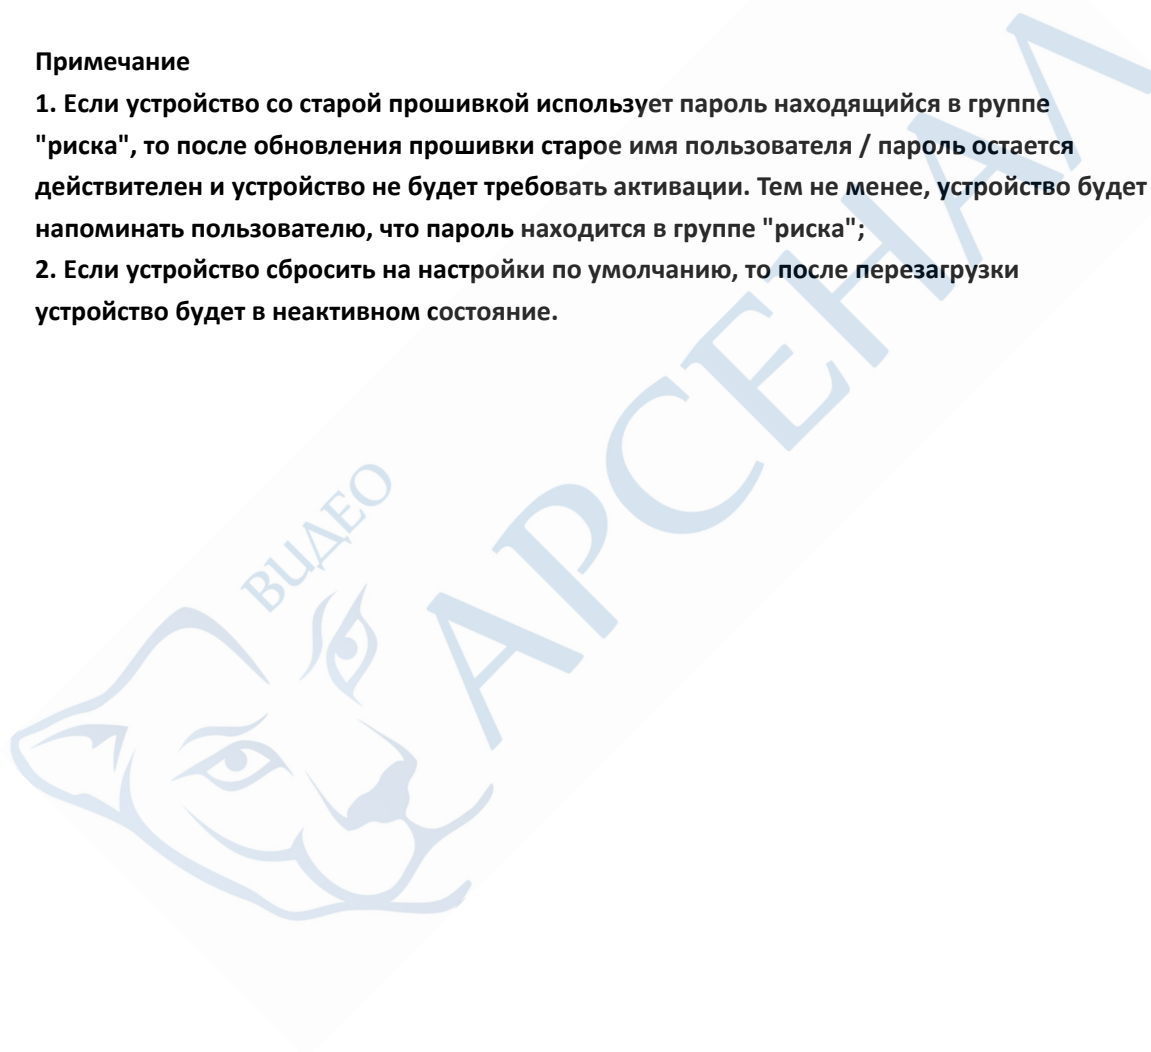 Примечание
1. Если устройство со старой прошивкой использует пароль находящийся в группе
"риска", то после обновления прошивки старое имя пользователя / пароль остается
действителен и устройство не будет требовать активации. Тем не менее, устройство будет
напоминать пользователю, что пароль находится в группе "риска";
2. Если устройство сбросить на настройки по умолчанию, то после перезагрузки
устройство будет в неактивном состояние.
ВИДЕО
АРСЕНАЛ